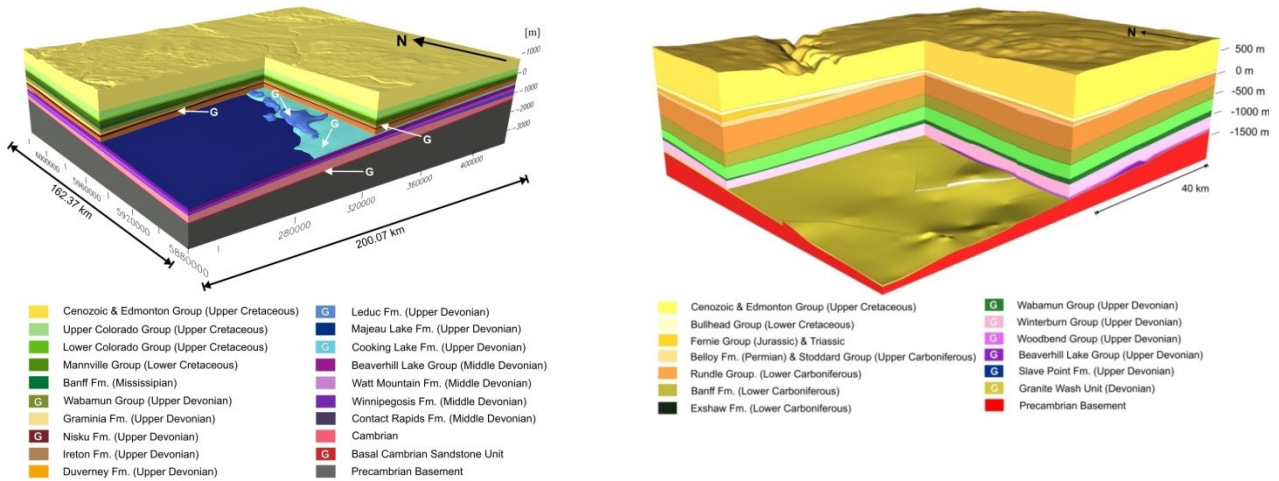 [m]
1000
0
-1000
-2000
-3000
N
G
G
G
G
G
G
6000000
5960000
5920000
5880000
162.37 km
280000
320000
360000
400000
200.07 km
Cenozoic & Edmonton Group (Upper Cretaceous)
Upper Colorado Group (Upper Cretaceous)
Lower Colorado Group (Upper Cretaceous)
Mannville Group (Lower Cretaceous)
Banff Fm. (Mississipian)
G Wabamun Group (Upper Devonian)
Graminia Fm. (Upper Devonian)
G Nisku Fm. (Upper Devonian)
Ireton Fm. (Upper Devonian)
Duverney Fm. (Upper Devonian)
G Leduc Fm. (Upper Devonian)
Majeau Lake Fm. (Upper Devonian)
G Cooking Lake Fm. (Upper Devonian)
Beaverhill Lake Group (Middle Devonian)
Watt Mountain Fm. (Middle Devonian)
Winnipegosis Fm. (Middle Devonian)
Contact Rapids Fm. (Middle Devonian)
Cambrian
G Basal Cambrian Sandstone Unit
Precambrian Basement
N
500 m
0 m
-500 m
-1000 m
-1500 m
40 km
Cenozoic & Edmonton Group (Upper Cretaceous)
Bullhead Group (Lower Cretaceous)
Fernie Group (Jurassic) & Triassic
Belloy Fm. (Permian) & Stoddard Group (Upper Carboniferous)
Rundle Group. (Lower Carboniferous)
Banff Fm. (Lower Carboniferous)
Exshaw Fm. (Lower Carboniferous)
G Wabamun Group (Upper Devonian)
G Winterburn Group (Upper Devonian)
G Woodbend Group (Upper Devonian)
G Beaverhill Lake Group (Upper Devonian)
G Slave Point Fm. (Upper Devonian)
G Granite Wash Unit (Devonian)
Precambrian Basement